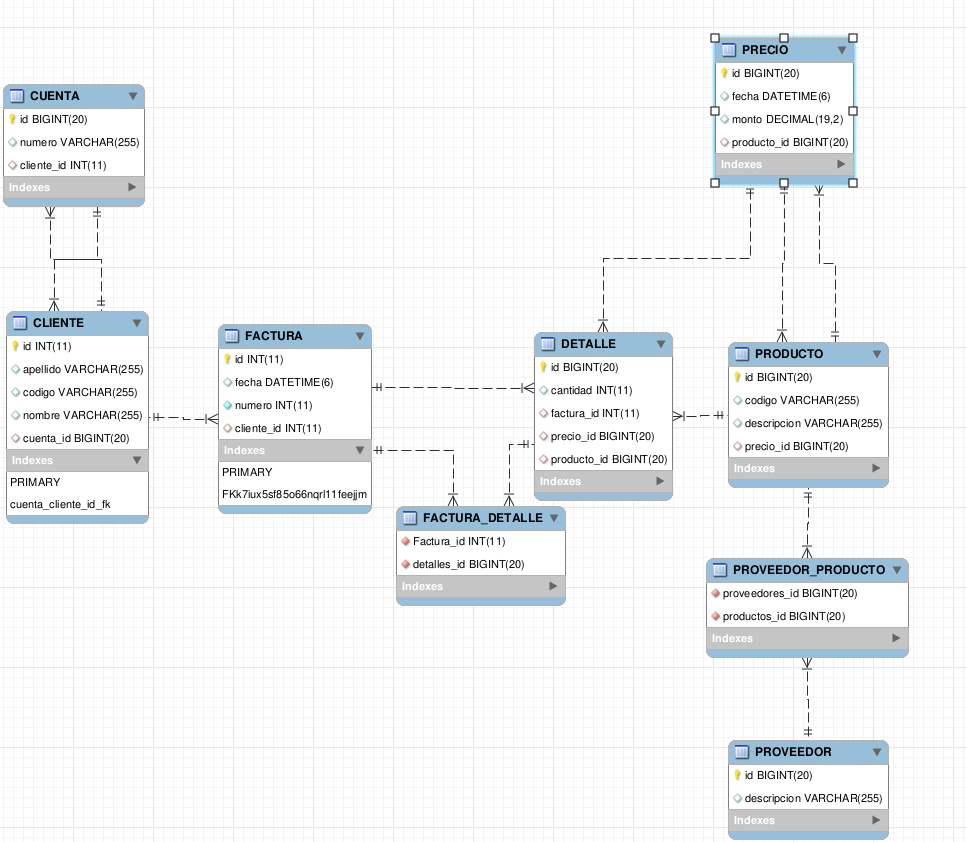 PRECIO
id BIGINT(20)
fecha DATETIME(6)
monto DECIMAL(19,2)
producto_id BIGINT(20)
Indexes
CUENTA
id BIGINT(20)
numero VARCHAR(255)
cliente_id INT(11)
Indexes
CLIENTE
id INT(11)
apellido VARCHAR(255)
codigo VARCHAR(255)
nombre VARCHAR(255)
cuenta_id BIGINT(20)
Indexes
PRIMARY
cuenta_cliente_id_fk
FACTURA
id INT(11)
fecha DATETIME(6)
numero INT(11)
cliente_id INT(11)
Indexes
PRIMARY
FKk7iux5sf85o66nqrl11feejjm
DETALLE
id BIGINT(20)
cantidad INT(11)
factura_id INT(11)
precio_id BIGINT(20)
producto_id BIGINT(20)
Indexes
PRODUCTO
id BIGINT(20)
codigo VARCHAR(255)
descripcion VARCHAR(255)
precio_id BIGINT(20)
Indexes
FACTURA_DETALLE
Factura_id INT(11)
detalles_id BIGINT(20)
Indexes
PROVEEDOR_PRODUCTO
proveedores_id BIGINT(20)
productos_id BIGINT(20)
Indexes
PROVEEDOR
id BIGINT(20)
descripcion VARCHAR(255)
Indexes